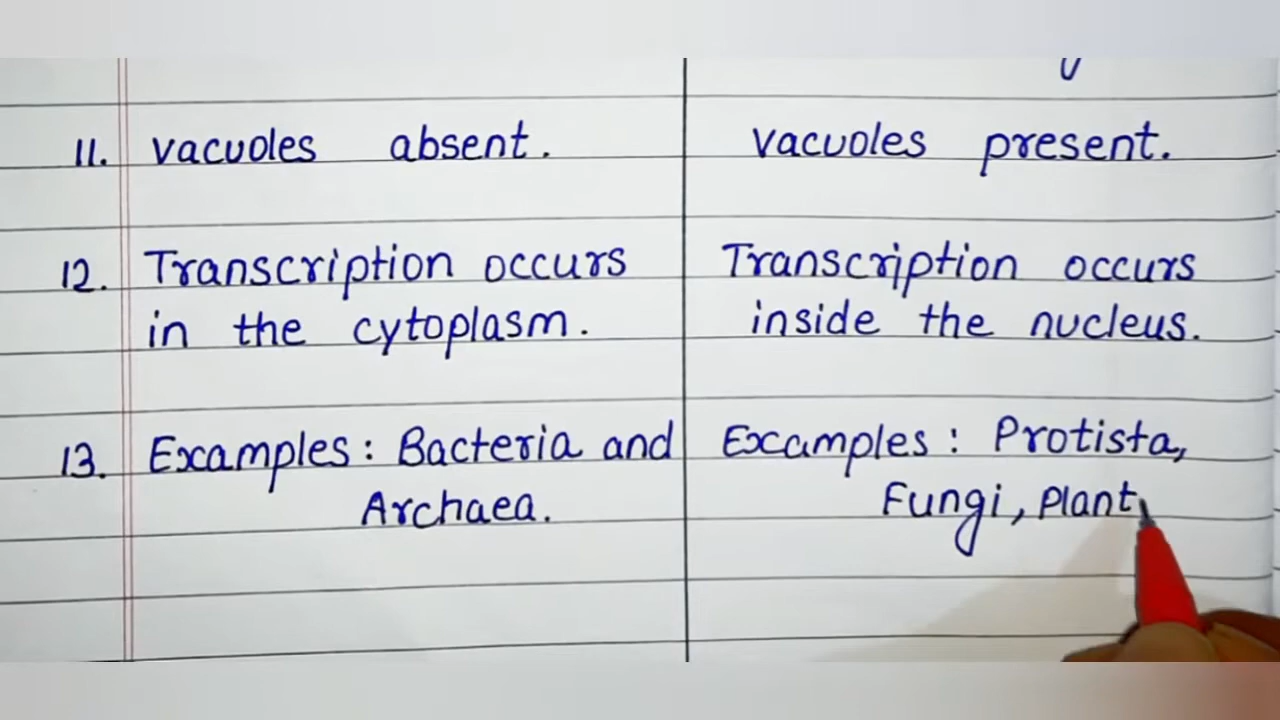 11. vacuoles absent. vacuoles present.
12. Transcription occurs Transcription occurs
in the cytoplasm. inside the nucleus.
13. Examples: Bacteria and Examples: Protista,
Archaea. Fungi, Plant